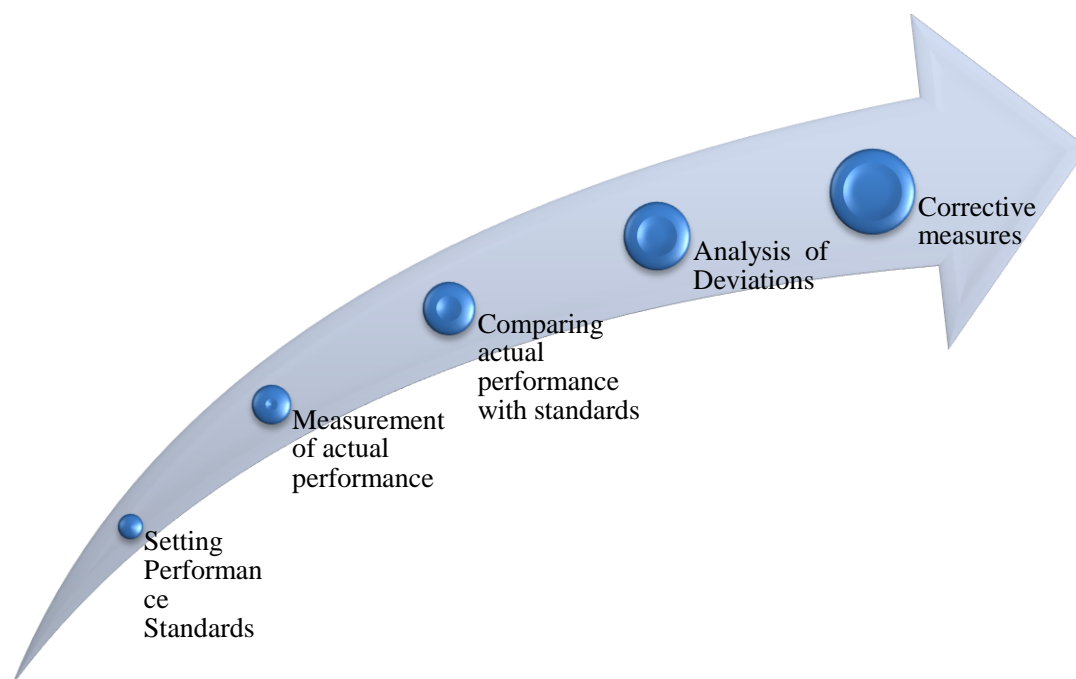 Setting
Performan
ce
Standards
Measurement
of actual
performance
Comparing
actual
performance
with standards
Analysis of
Deviations
Corrective
measures